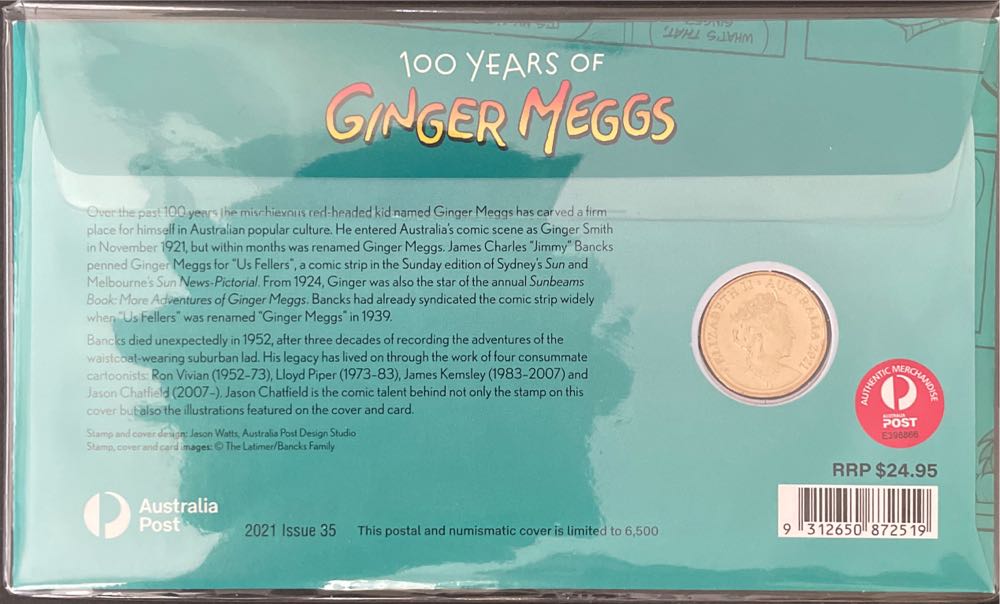 WHAT'S THAT,
GINGER
100 YEARS OF
GINGER MEGGS
Over the past 100 years the mischievous red-headed kid named Ginger Meggs has carved a firm
place for himself in Australian popular culture. He entered Australia's comic scene as Ginger Smith
in November 1921, but within months was renamed Ginger Meggs. James Charles "Jimmy" Bancks
penned Ginger Meggs for "Us Fellers", a comic strip in the Sunday edition of Sydney's Sun and
Melbourne's Sun News-Pictorial. From 1924, Ginger was also the star of the annual Sunbeams
Book: More Adventures of Ginger Meggs. Bancks had already syndicated the comic strip widely
when "Us Fellers" was renamed "Ginger Meggs" in 1939.
Bancks died unexpectedly in 1952, after three decades of recording the adventures of the
waistcoat-wearing suburban lad. His legacy has lived on through the work of four consummate
cartoonists: Ron Vivian (1952–73), Lloyd Piper (1973–83), James Kemsley (1983–2007) and
Jason Chatfield (2007–). Jason Chatfield is the comic talent behind not only the stamp on this
cover but also the illustrations featured on the cover and card.
Stamp and cover design: Jason Watts, Australia Post Design Studio
Stamp, cover and card images: © The Latimer/Bancks Family
ELIZABETH II · AUSTRALIA 2021
AUTHENTIC MERCHANDISE
AUSTRALIA
POST
E398866
RRP $24.95
9 312650 872519
Australia
Post
2021 Issue 35 This postal and numismatic cover is limited to 6,500